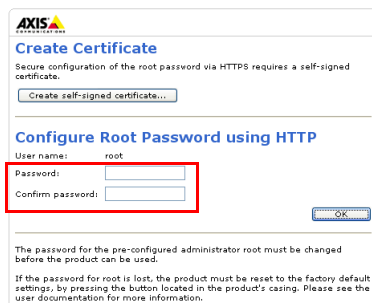 AXIS
COMMUNICATIONS
Create Certificate
Secure configuration of the root password via HTTPS requires a self-signed
certificate.
Create self-signed certificate...
Configure Root Password using HTTP
User name: root
Password:
Confirm password:
OK
The password for the pre-configured administrator root must be changed
before the product can be used.
If the password for root is lost, the product must be reset to the factory default
settings, by pressing the button located in the product's casing. Please see the
user documentation for more information.